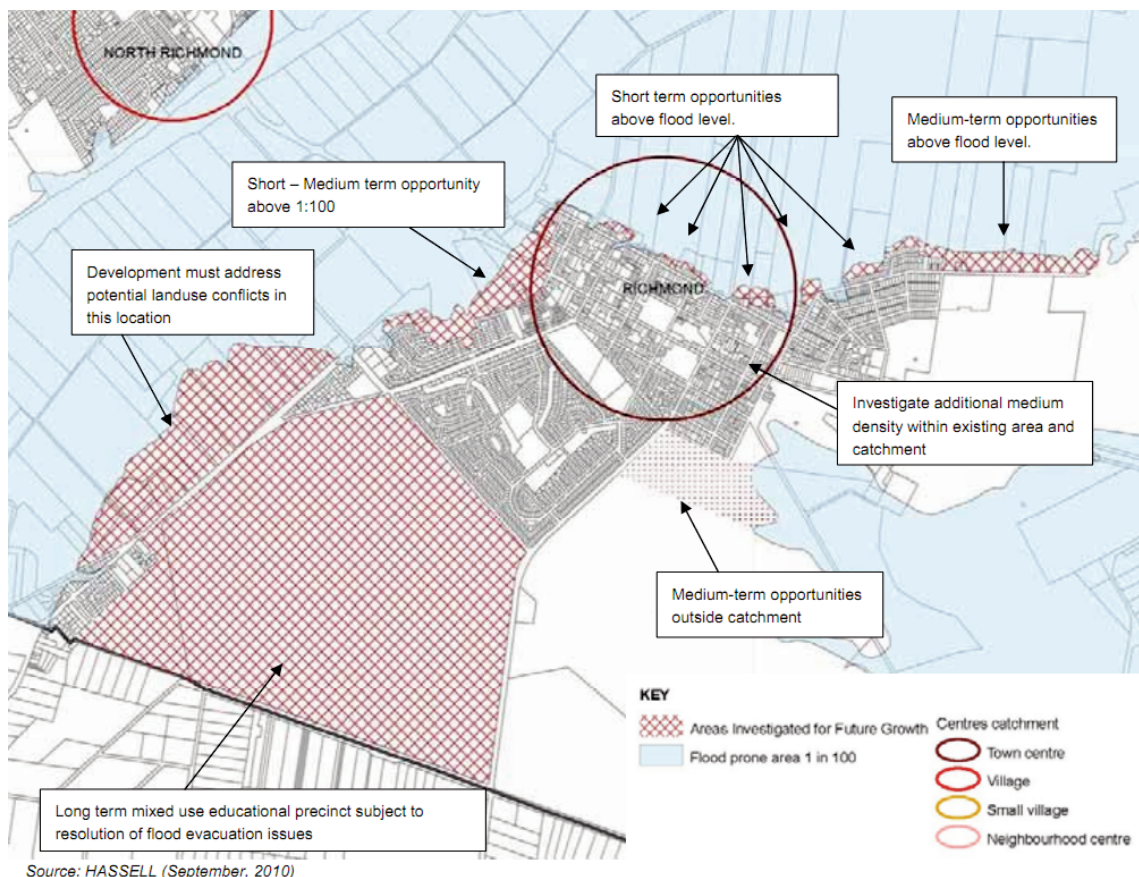 NORTH RICHMOND
Short term opportunities
above flood level.
Medium-term opportunities
above flood level.
Short – Medium term opportunity
above 1:100
Development must address
potential landuse conflicts in
this location
RICHMOND
Investigate additional medium
density within existing area and
catchment
Medium-term opportunities
outside catchment
Long term mixed use educational precinct subject to
resolution of flood evacuation issues
KEY
Areas Investigated for Future Growth
Flood prone area 1 in 100
Centres catchment
Town centre
Village
Small village
Neighbourhood centre
Source: HASSELL (September, 2010)